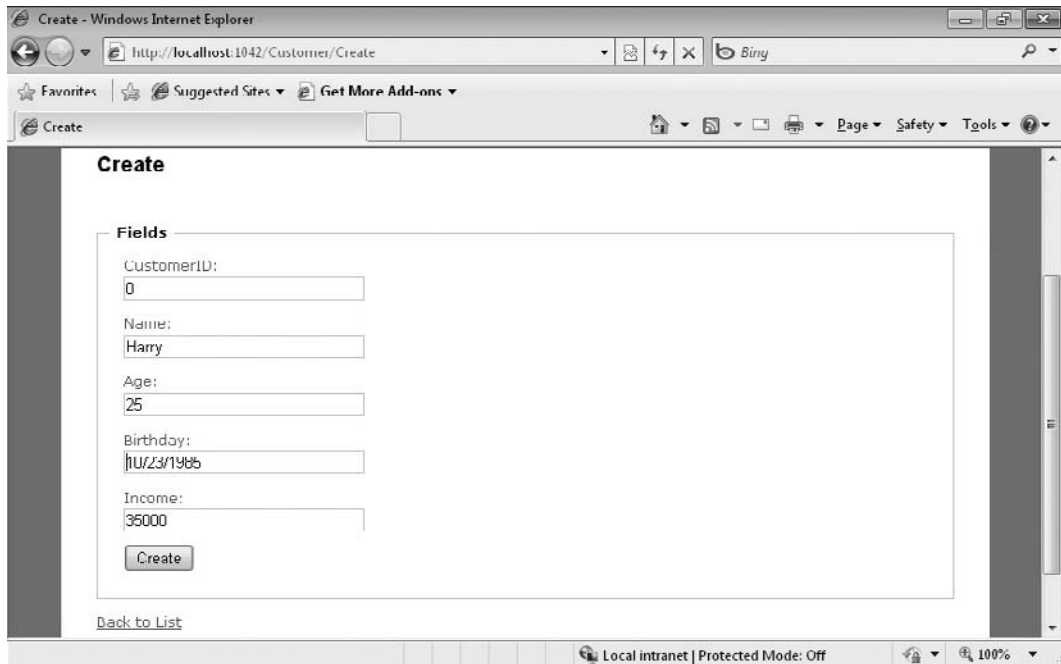 Create - Windows Internet Explorer
http://localhost:1042/Customer/Create
Bing
Favorites
Suggested Sites
Get More Add-ons
Create
Page
Safety
Tools
Create
Fields
CustomerID:
0
Name:
Harry
Age:
25
Birthday:
10/23/1985
Income:
35000
Create
Back to List
Local intranet | Protected Mode: Off
100%